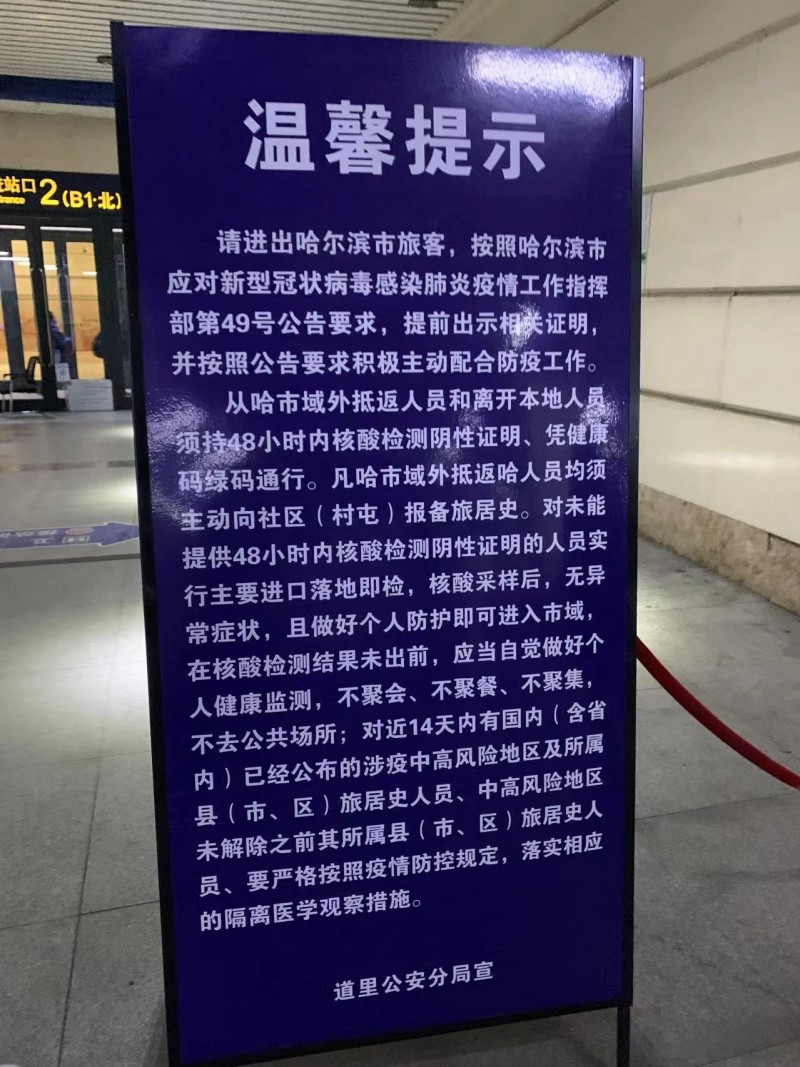 温馨提示
站口
2
(B1·北)
请进出哈尔滨市旅客，按照哈尔滨市
应对新型冠状病毒感染肺炎疫情工作指挥
部第49号公告要求，提前出示相关证明，
并按照公告要求积极主动配合防疫工作。
从哈市域外抵返人员和离开本地人员
须持48小时内核酸检测阴性证明、凭健康
码绿码通行。凡哈市域外抵返哈人员均须
主动向社区（村屯）报备旅居史。对未能
提供48小时内核酸检测阴性证明的人员实
行主要进口落地即检，核酸采样后，无异
常症状，且做好个人防护即可进入市域，
在核酸检测结果未出前，应当自觉做好个
人健康监测，不聚会、不聚餐、不聚集，
不去公共场所；对近14天内有国内（含省
内）已经公布的涉疫中高风险地区及所属
县（市、区）旅居史人员、中高风险地区
未解除之前其所属县（市、区）旅居史人
员、要严格按照疫情防控规定，落实相应
的隔离医学观察措施。
道里公安分局宣